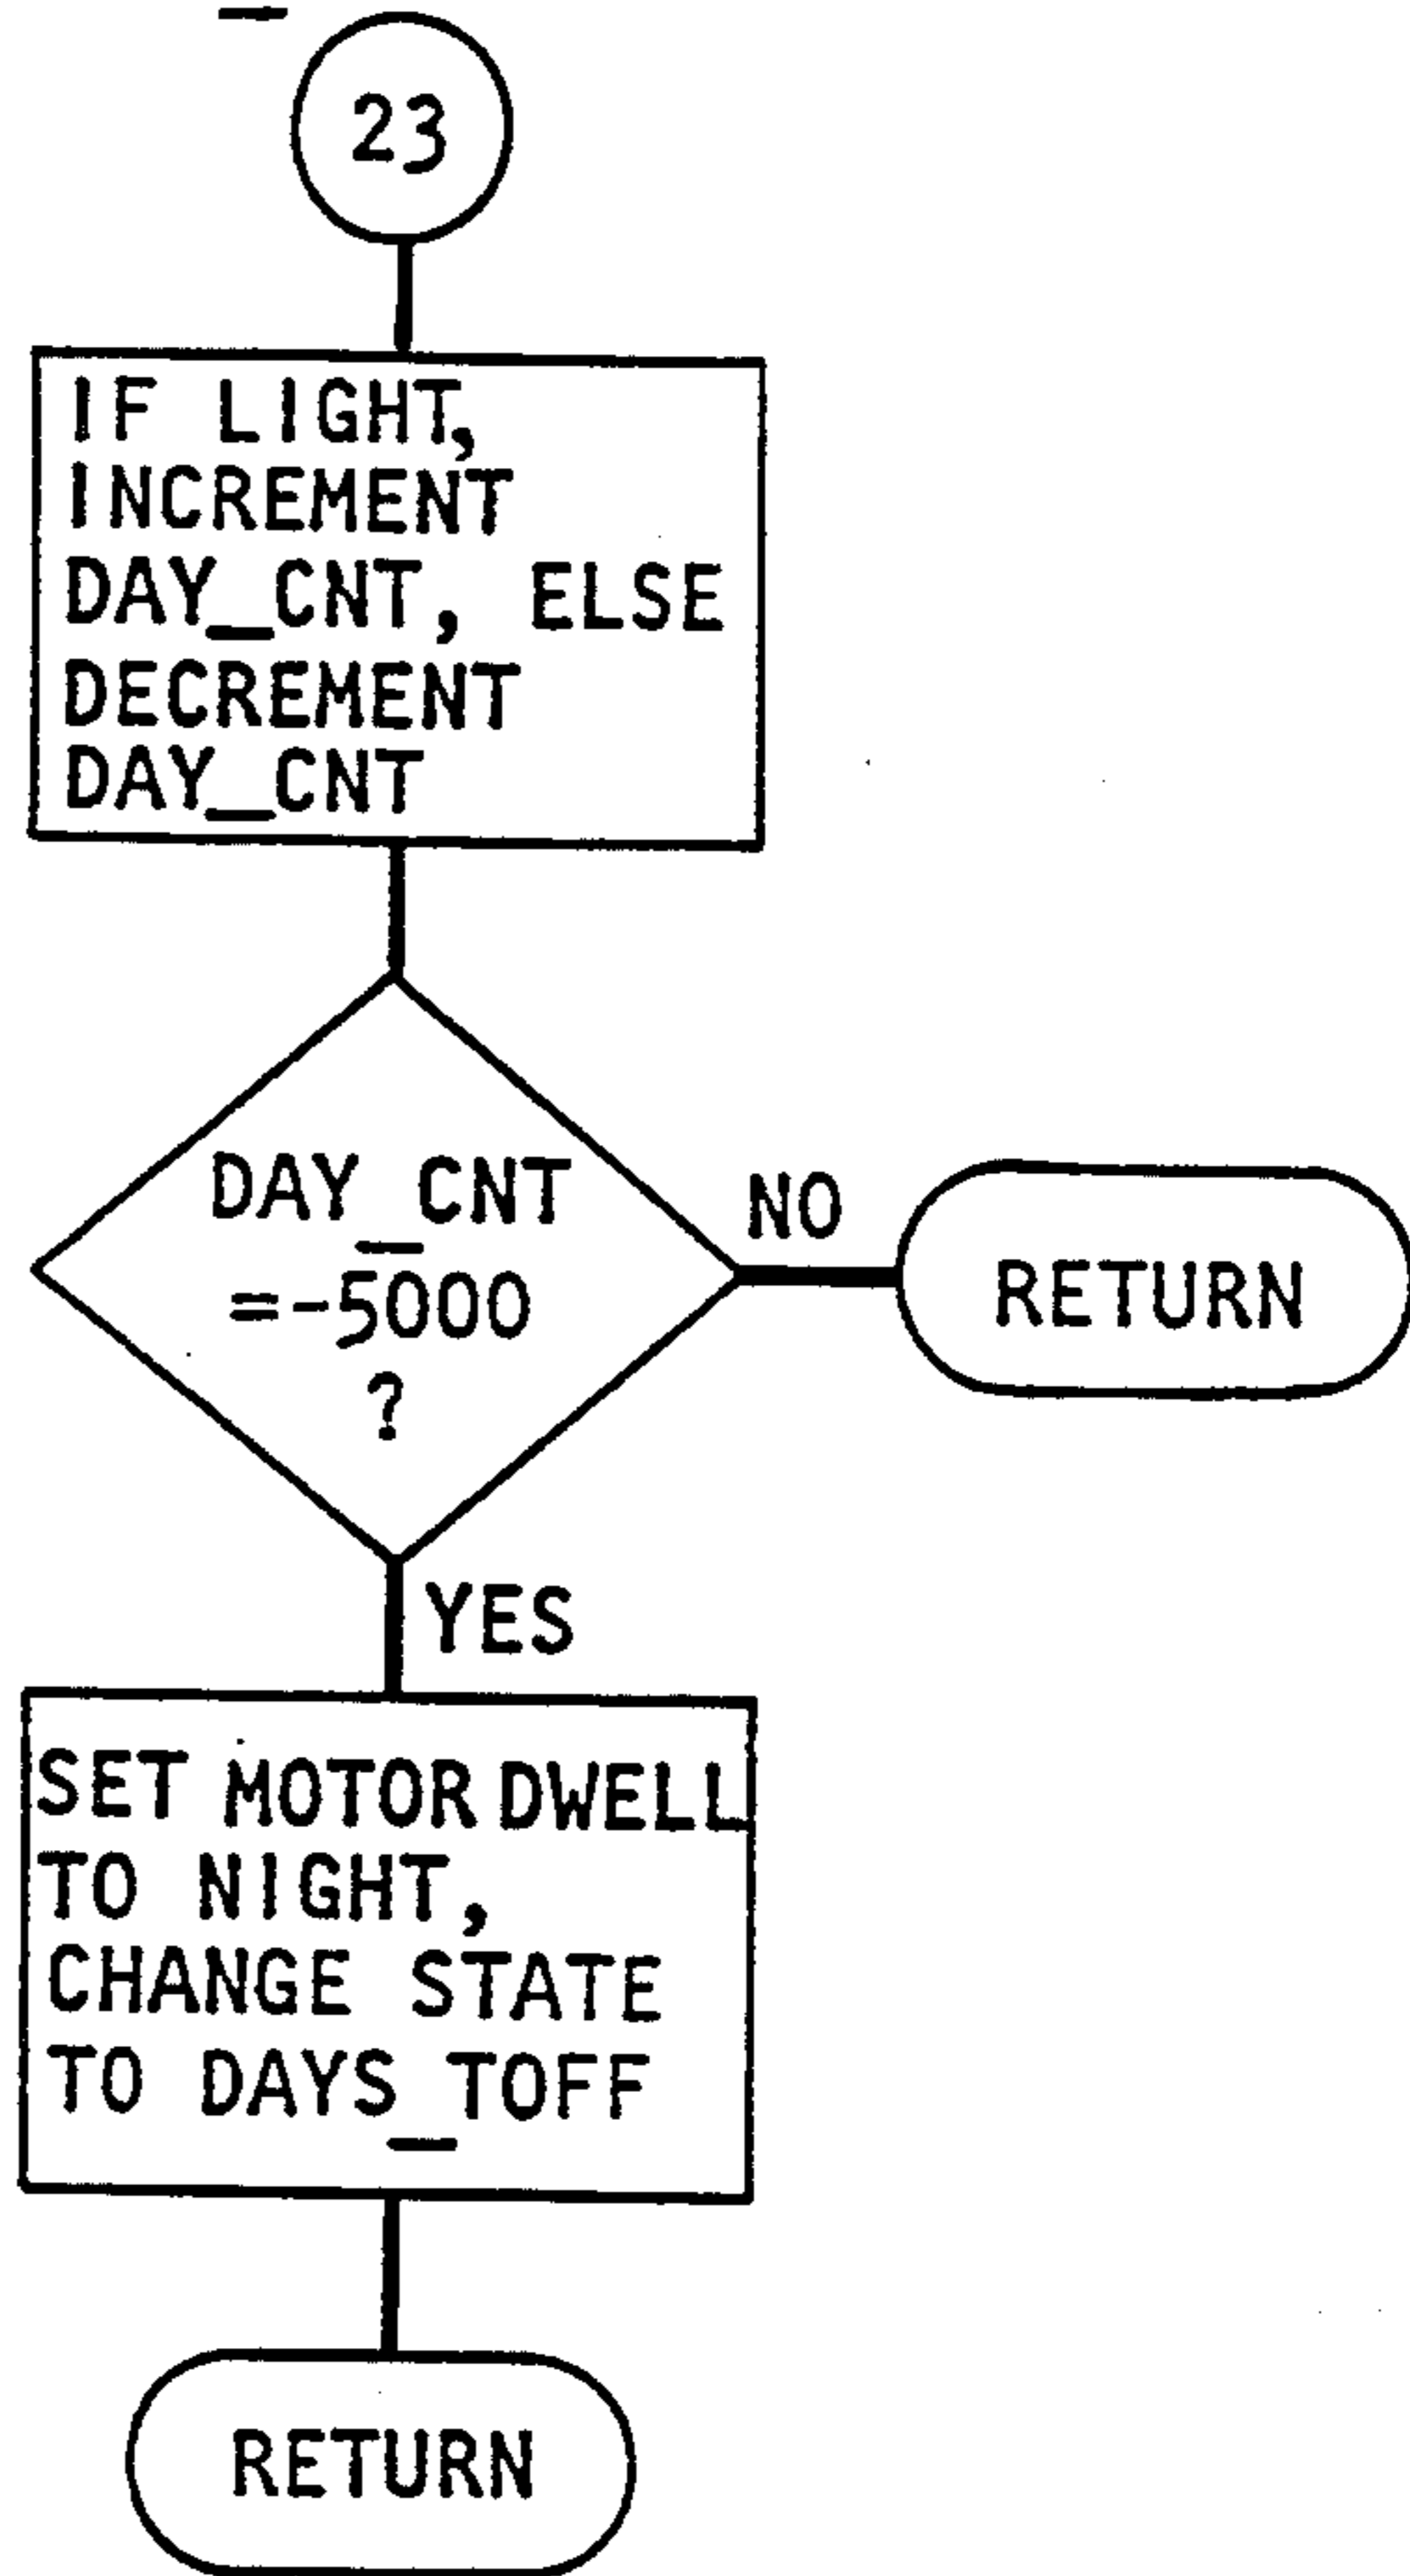 23
IF LIGHT,
INCREMENT
DAY_CNT, ELSE
DECREMENT
DAY_CNT
DAY_CNT
=-5000
?
NO
RETURN
YES
SET MOTOR DWELL
TO NIGHT,
CHANGE STATE
TO DAYS_TOFF
RETURN